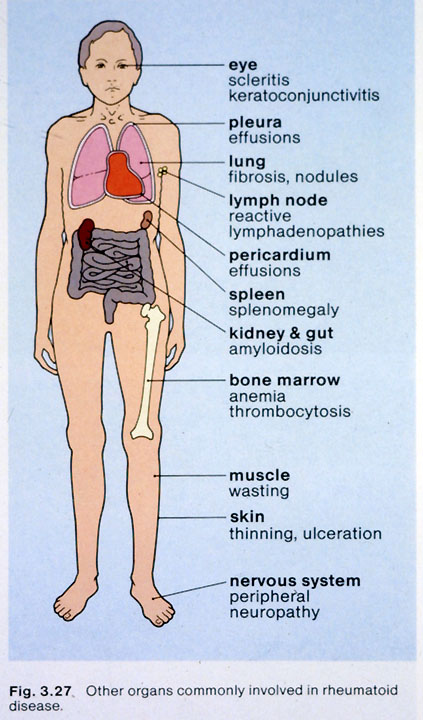 eye
scleritis
keratoconjunctivitis
pleura
effusions
lung
fibrosis, nodules
lymph node
reactive
lymphadenopathies
pericardium
effusions
spleen
splenomegaly
kidney & gut
amyloidosis
bone marrow
anemia
thrombocytosis
muscle
wasting
skin
thinning, ulceration
nervous system
peripheral
neuropathy
Fig. 3.27 Other organs commonly involved in rheumatoid
disease.